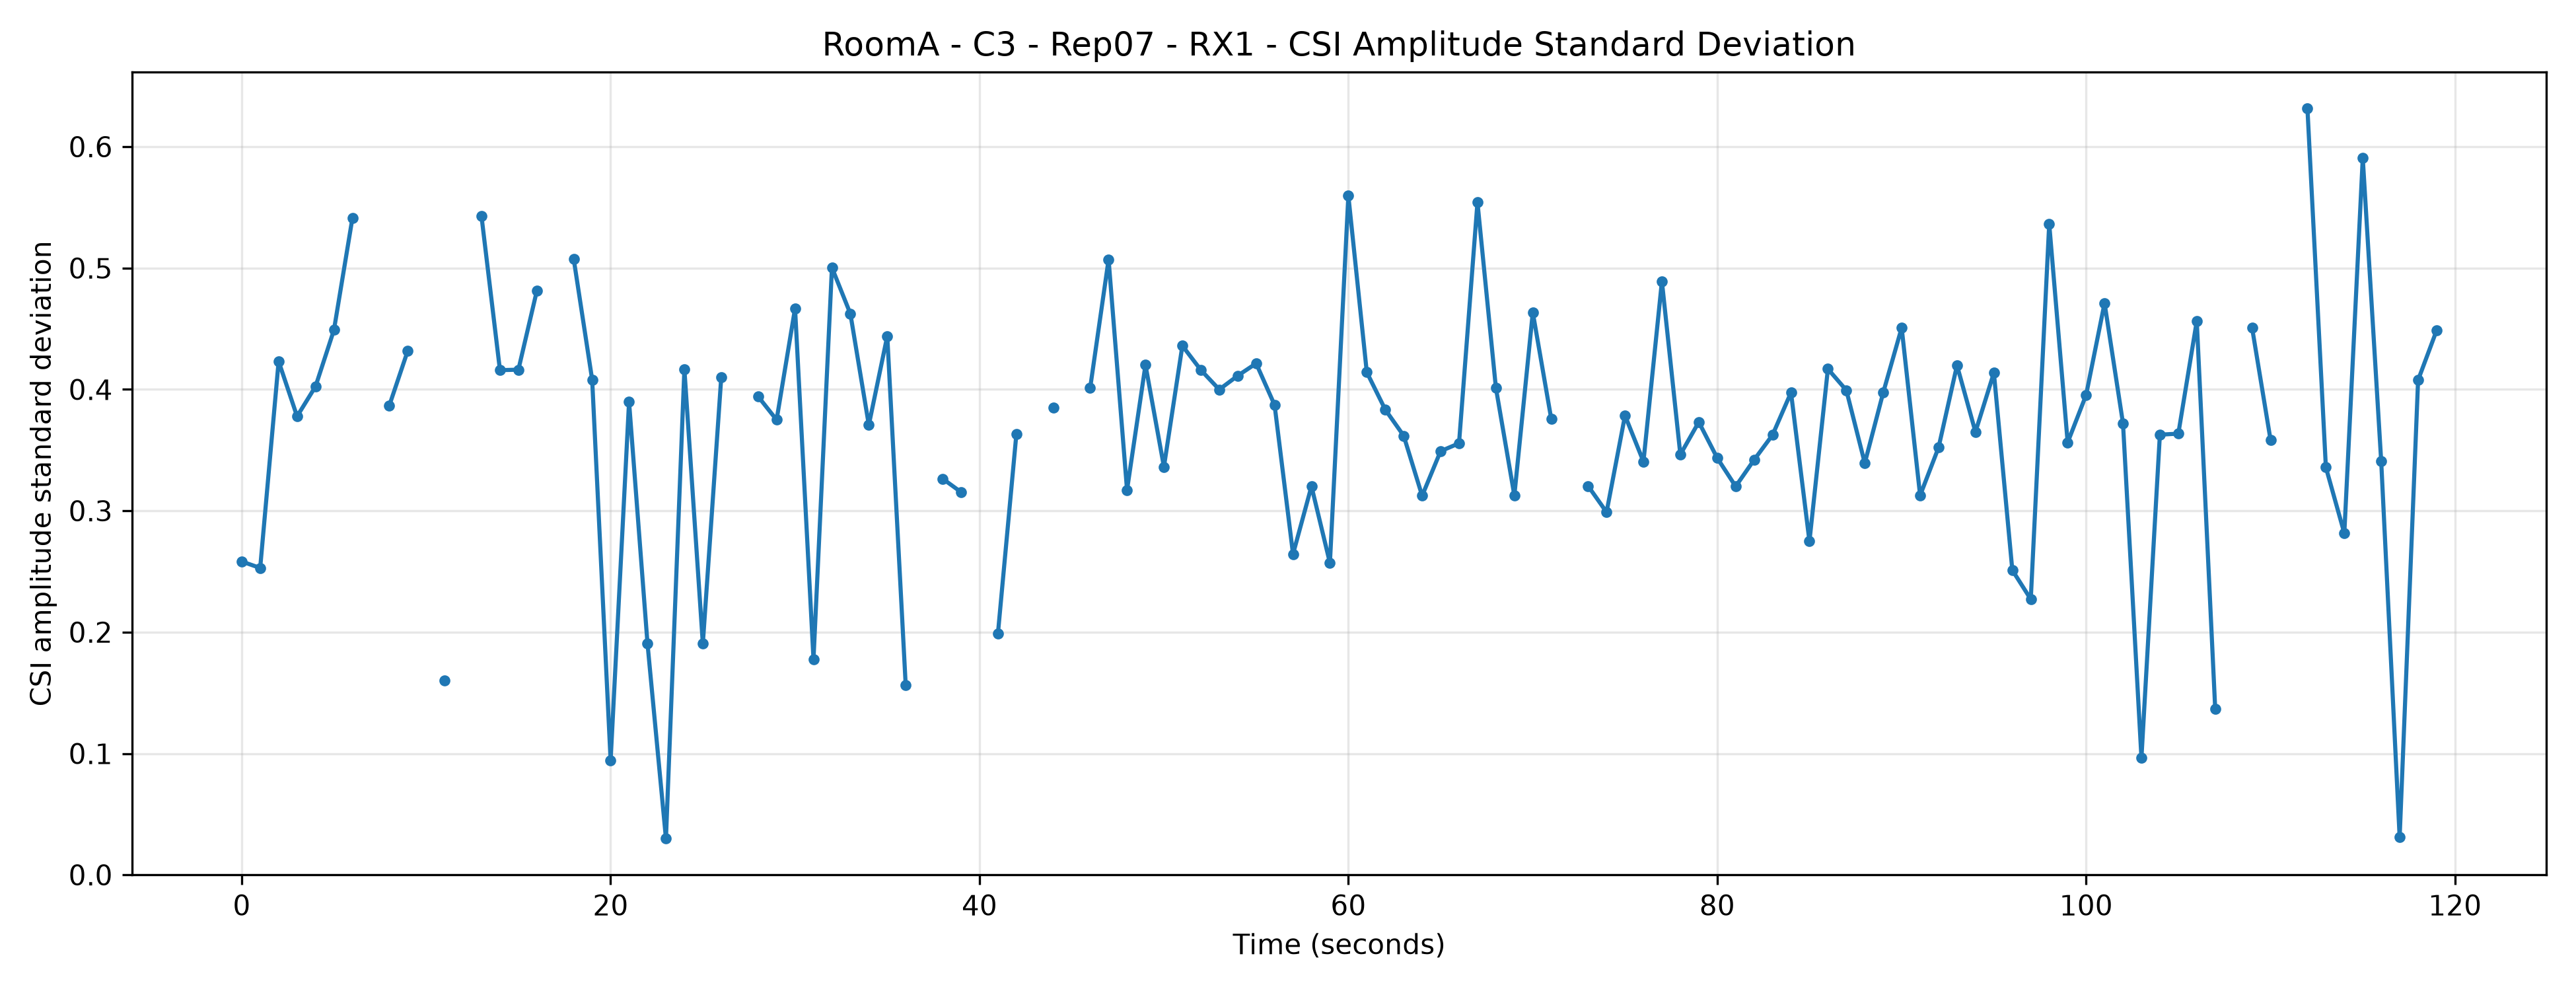 RoomA - C3 - Rep07 - RX1 - CSI Amplitude Standard Deviation
CSI amplitude standard deviation
0.6
0.5
0.4
0.3
0.2
0.1
0.0
0 20 40 60 80 100 120
Time (seconds)